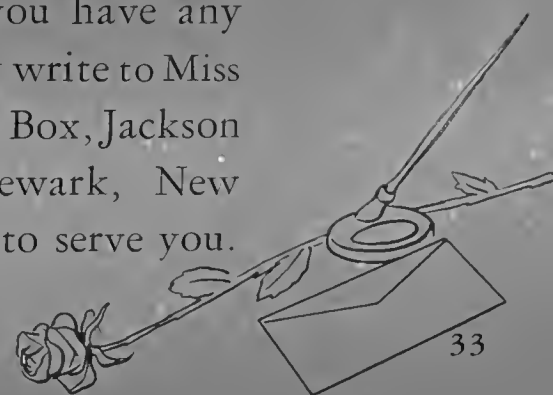 you have any
write to Miss
Box, Jackson
ewark, New
to serve you.
33